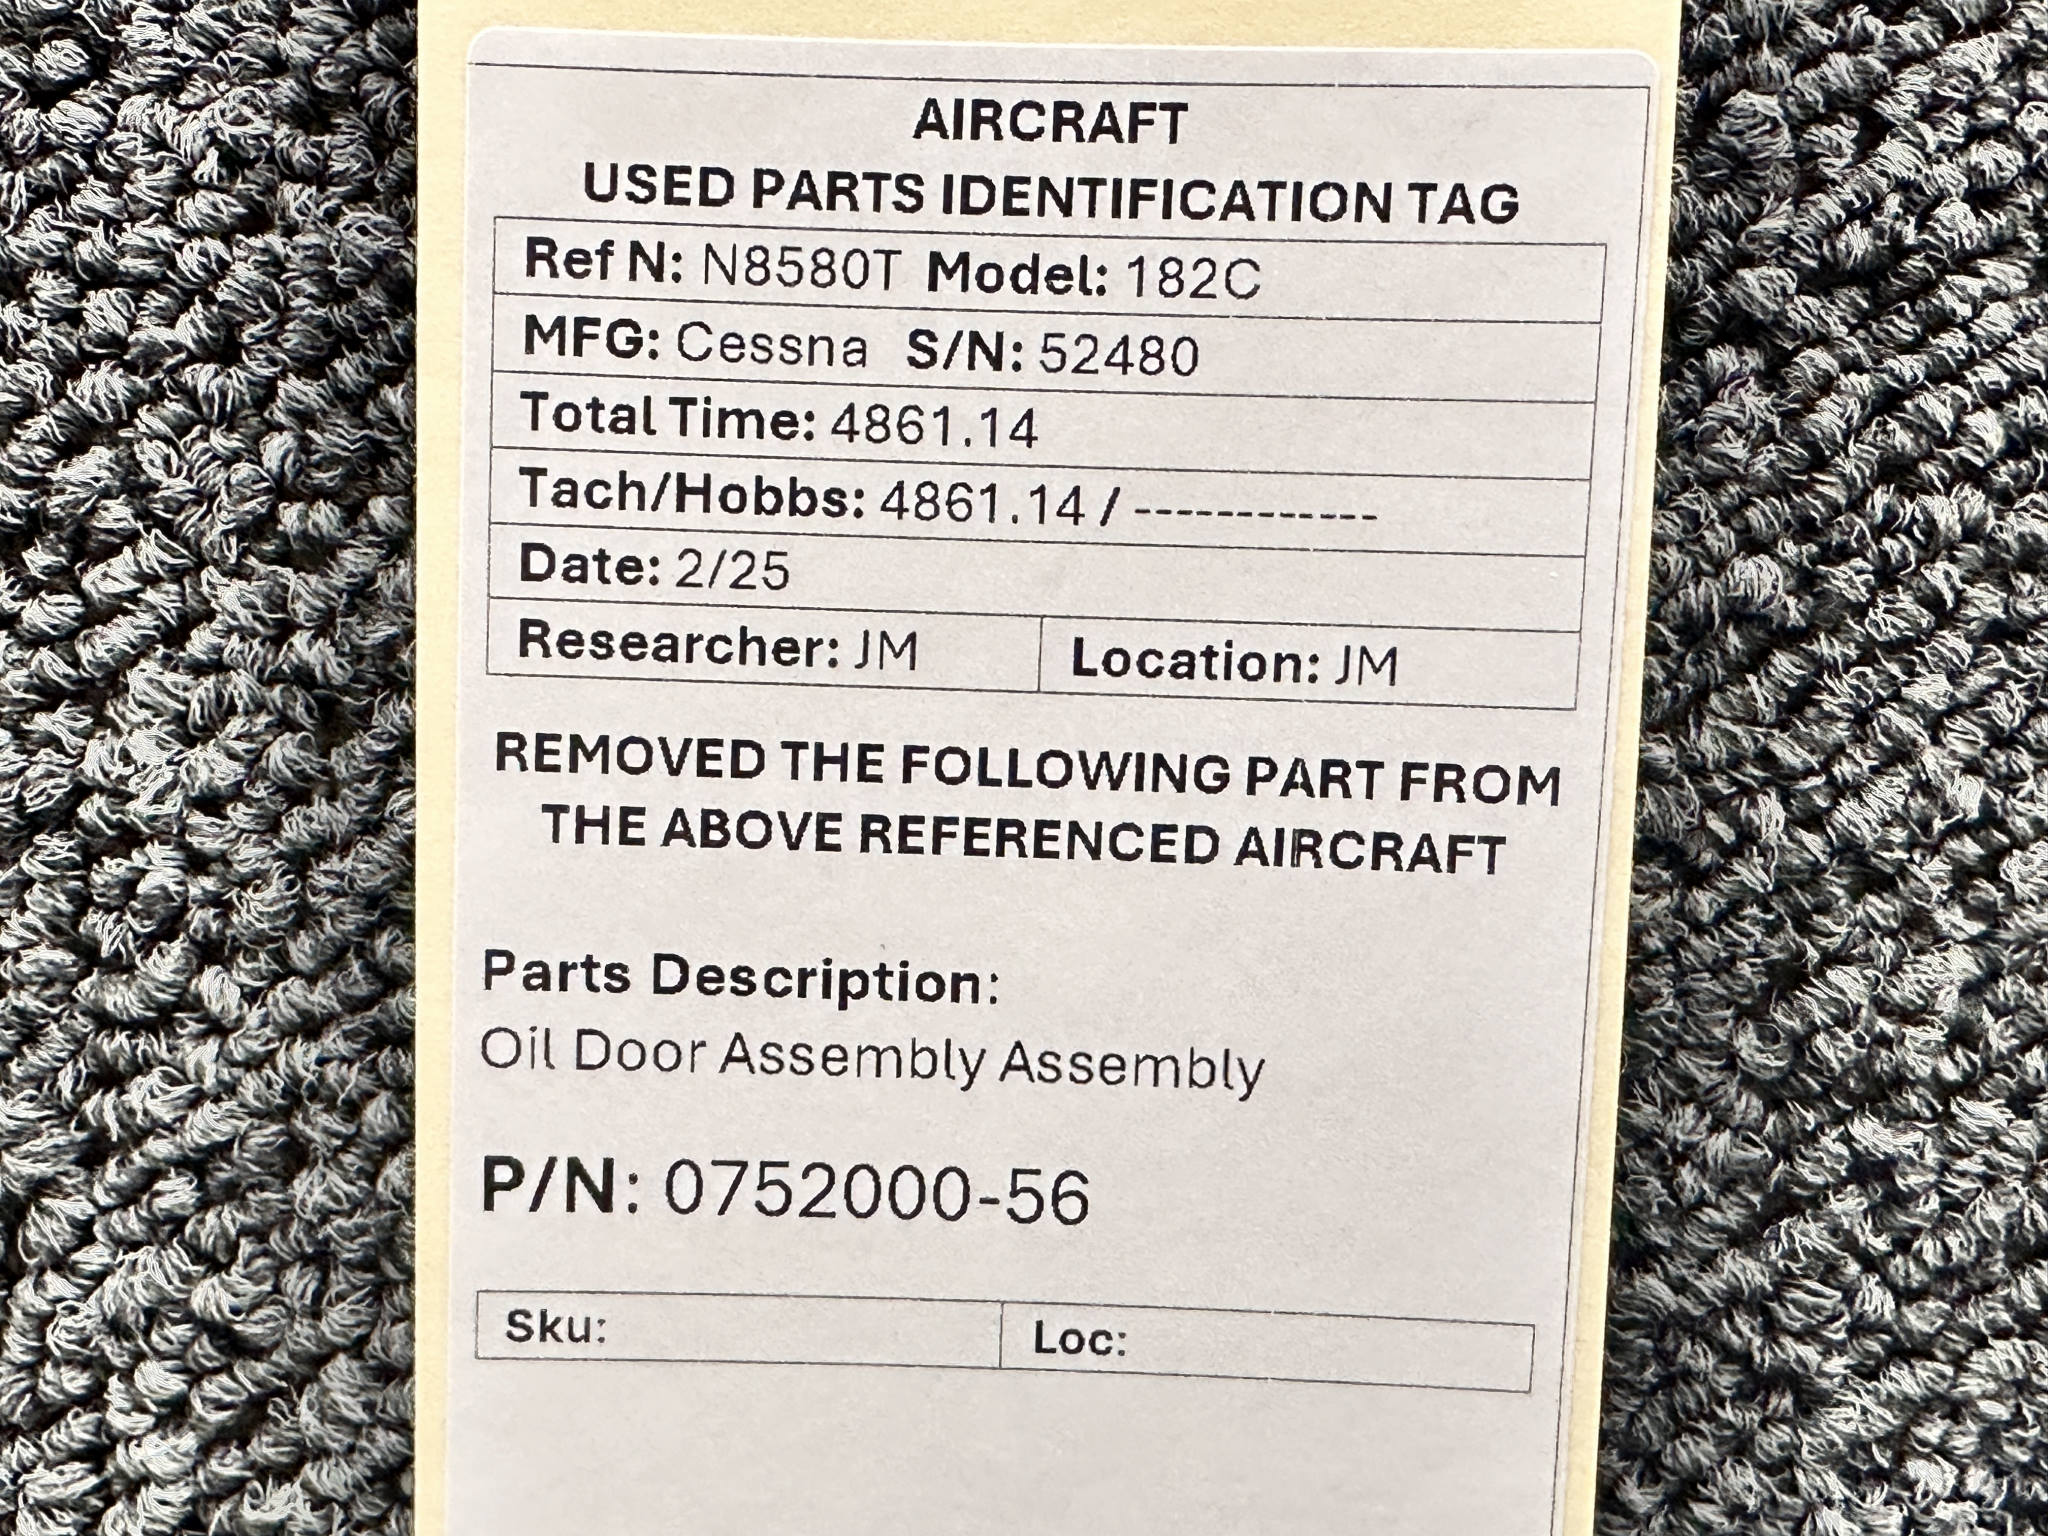 AIRCRAFT
USED PARTS IDENTIFICATION TAG
Ref N: N8580T Model: 182C
MFG: Cessna S/N: 52480
Total Time: 4861.14
Tach/Hobbs: 4861.14 / ------------
Date: 2/25
Researcher: JM Location: JM
REMOVED THE FOLLOWING PART FROM
THE ABOVE REFERENCED AIRCRAFT
Parts Description:
Oil Door Assembly Assembly
P/N: 0752000-56
Sku: Loc: